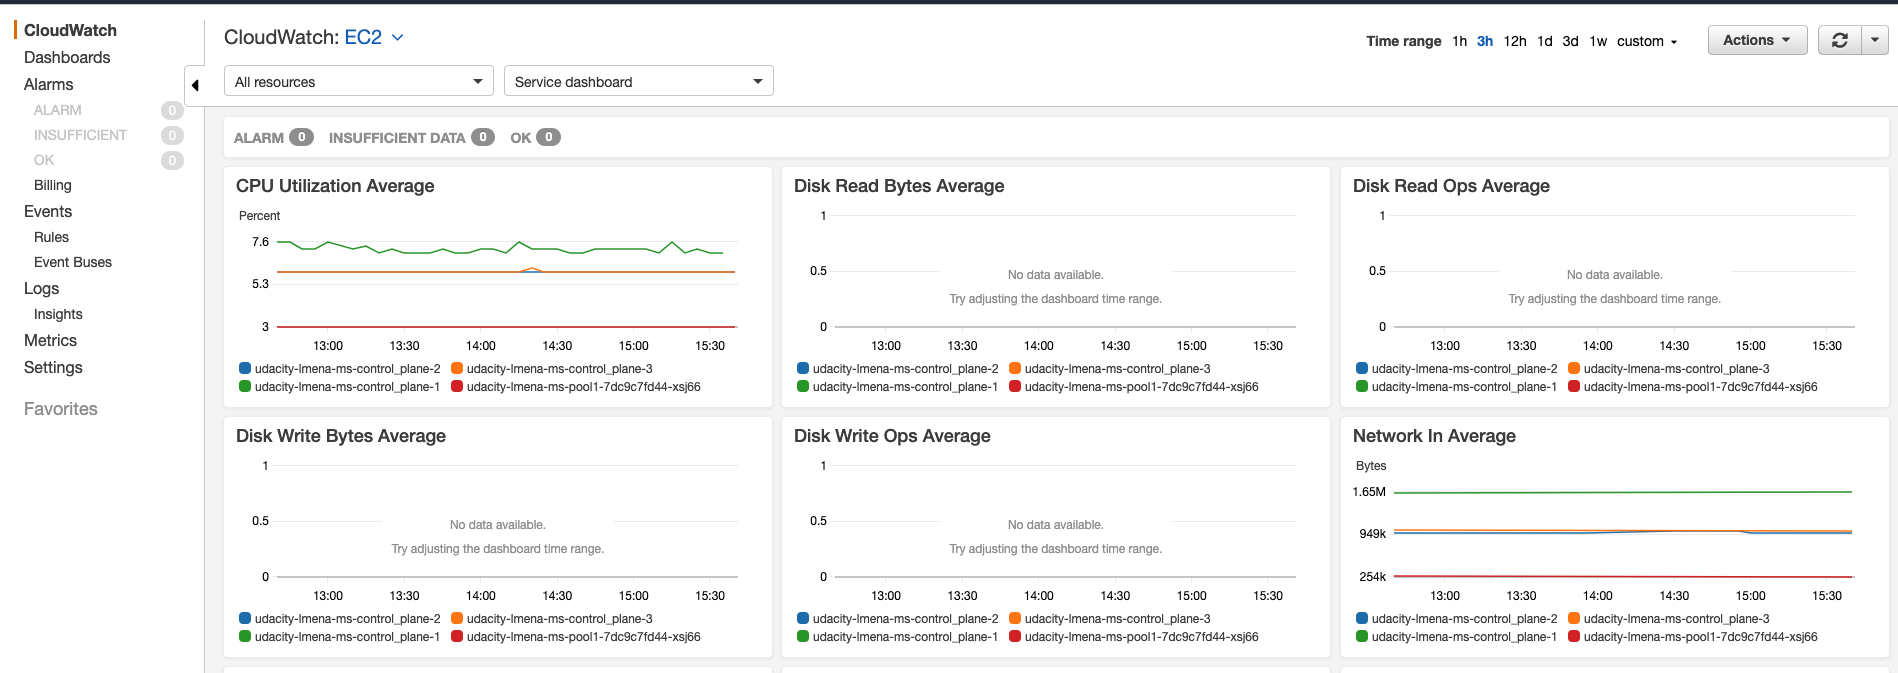 CloudWatch
Dashboards
Alarms
ALARM 0
INSUFFICIENT 0
OK 0
Billing
Events
Rules
Event Buses
Logs
Insights
Metrics
Settings
Favorites
CloudWatch: EC2
Time range 1h 3h 12h 1d 3d 1w custom
Actions
All resources
Service dashboard
ALARM 0 INSUFFICIENT DATA 0 OK 0
CPU Utilization Average
Percent
7.6
5.3
3
13:00 13:30 14:00 14:30 15:00 15:30
udacity-lmena-ms-control_plane-2 udacity-lmena-ms-control_plane-3
udacity-lmena-ms-control_plane-1 udacity-lmena-ms-pool1-7dc9c7fd44-xsj66
Disk Read Bytes Average
1
0.5
No data available.
Try adjusting the dashboard time range.
0
13:00 13:30 14:00 14:30 15:00 15:30
udacity-lmena-ms-control_plane-2 udacity-lmena-ms-control_plane-3
udacity-lmena-ms-control_plane-1 udacity-lmena-ms-pool1-7dc9c7fd44-xsj66
Disk Read Ops Average
1
0.5
No data available.
Try adjusting the dashboard time range.
0
13:00 13:30 14:00 14:30 15:00 15:30
udacity-lmena-ms-control_plane-2 udacity-lmena-ms-control_plane-3
udacity-lmena-ms-control_plane-1 udacity-lmena-ms-pool1-7dc9c7fd44-xsj66
Disk Write Bytes Average
1
0.5
No data available.
Try adjusting the dashboard time range.
0
13:00 13:30 14:00 14:30 15:00 15:30
udacity-lmena-ms-control_plane-2 udacity-lmena-ms-control_plane-3
udacity-lmena-ms-control_plane-1 udacity-lmena-ms-pool1-7dc9c7fd44-xsj66
Disk Write Ops Average
1
0.5
No data available.
Try adjusting the dashboard time range.
0
13:00 13:30 14:00 14:30 15:00 15:30
udacity-lmena-ms-control_plane-2 udacity-lmena-ms-control_plane-3
udacity-lmena-ms-control_plane-1 udacity-lmena-ms-pool1-7dc9c7fd44-xsj66
Network In Average
Bytes
1.65M
949k
254k
13:00 13:30 14:00 14:30 15:00 15:30
udacity-lmena-ms-control_plane-2 udacity-lmena-ms-control_plane-3
udacity-lmena-ms-control_plane-1 udacity-lmena-ms-pool1-7dc9c7fd44-xsj66